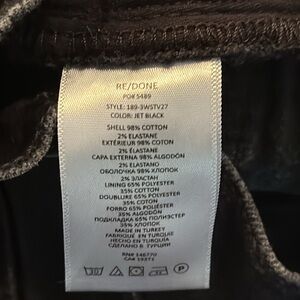 RE/DONE
PO# 5489
STYLE: 189-3WSTV27
COLOR: JET BLACK
SHELL 98% COTTON
2% ELASTANE
EXTÉRIEUR 98% COTON
2% ÉLASTANE
CAPA EXTERNA 98% ALGODÓN
2% ELASTANO
ОБОЛОЧКА 98% ХЛОПОК
2% ЭЛАСТАН
LINING 65% POLYESTER
35% COTTON
DOUBLURE 65% POLYESTER
35% COTON
FORRO 65% POLIÉSTER
35% ALGODÓN
ПОДКЛАДКА 65% ПОЛИЭСТЕР
35% ХЛОПОК
MADE IN TURKEY
FABRIQUÉ EN TURQUIE
HECHO EN TURQUÍA
СДЕЛАНО В ТУРЦИИ
RN# 146770
P